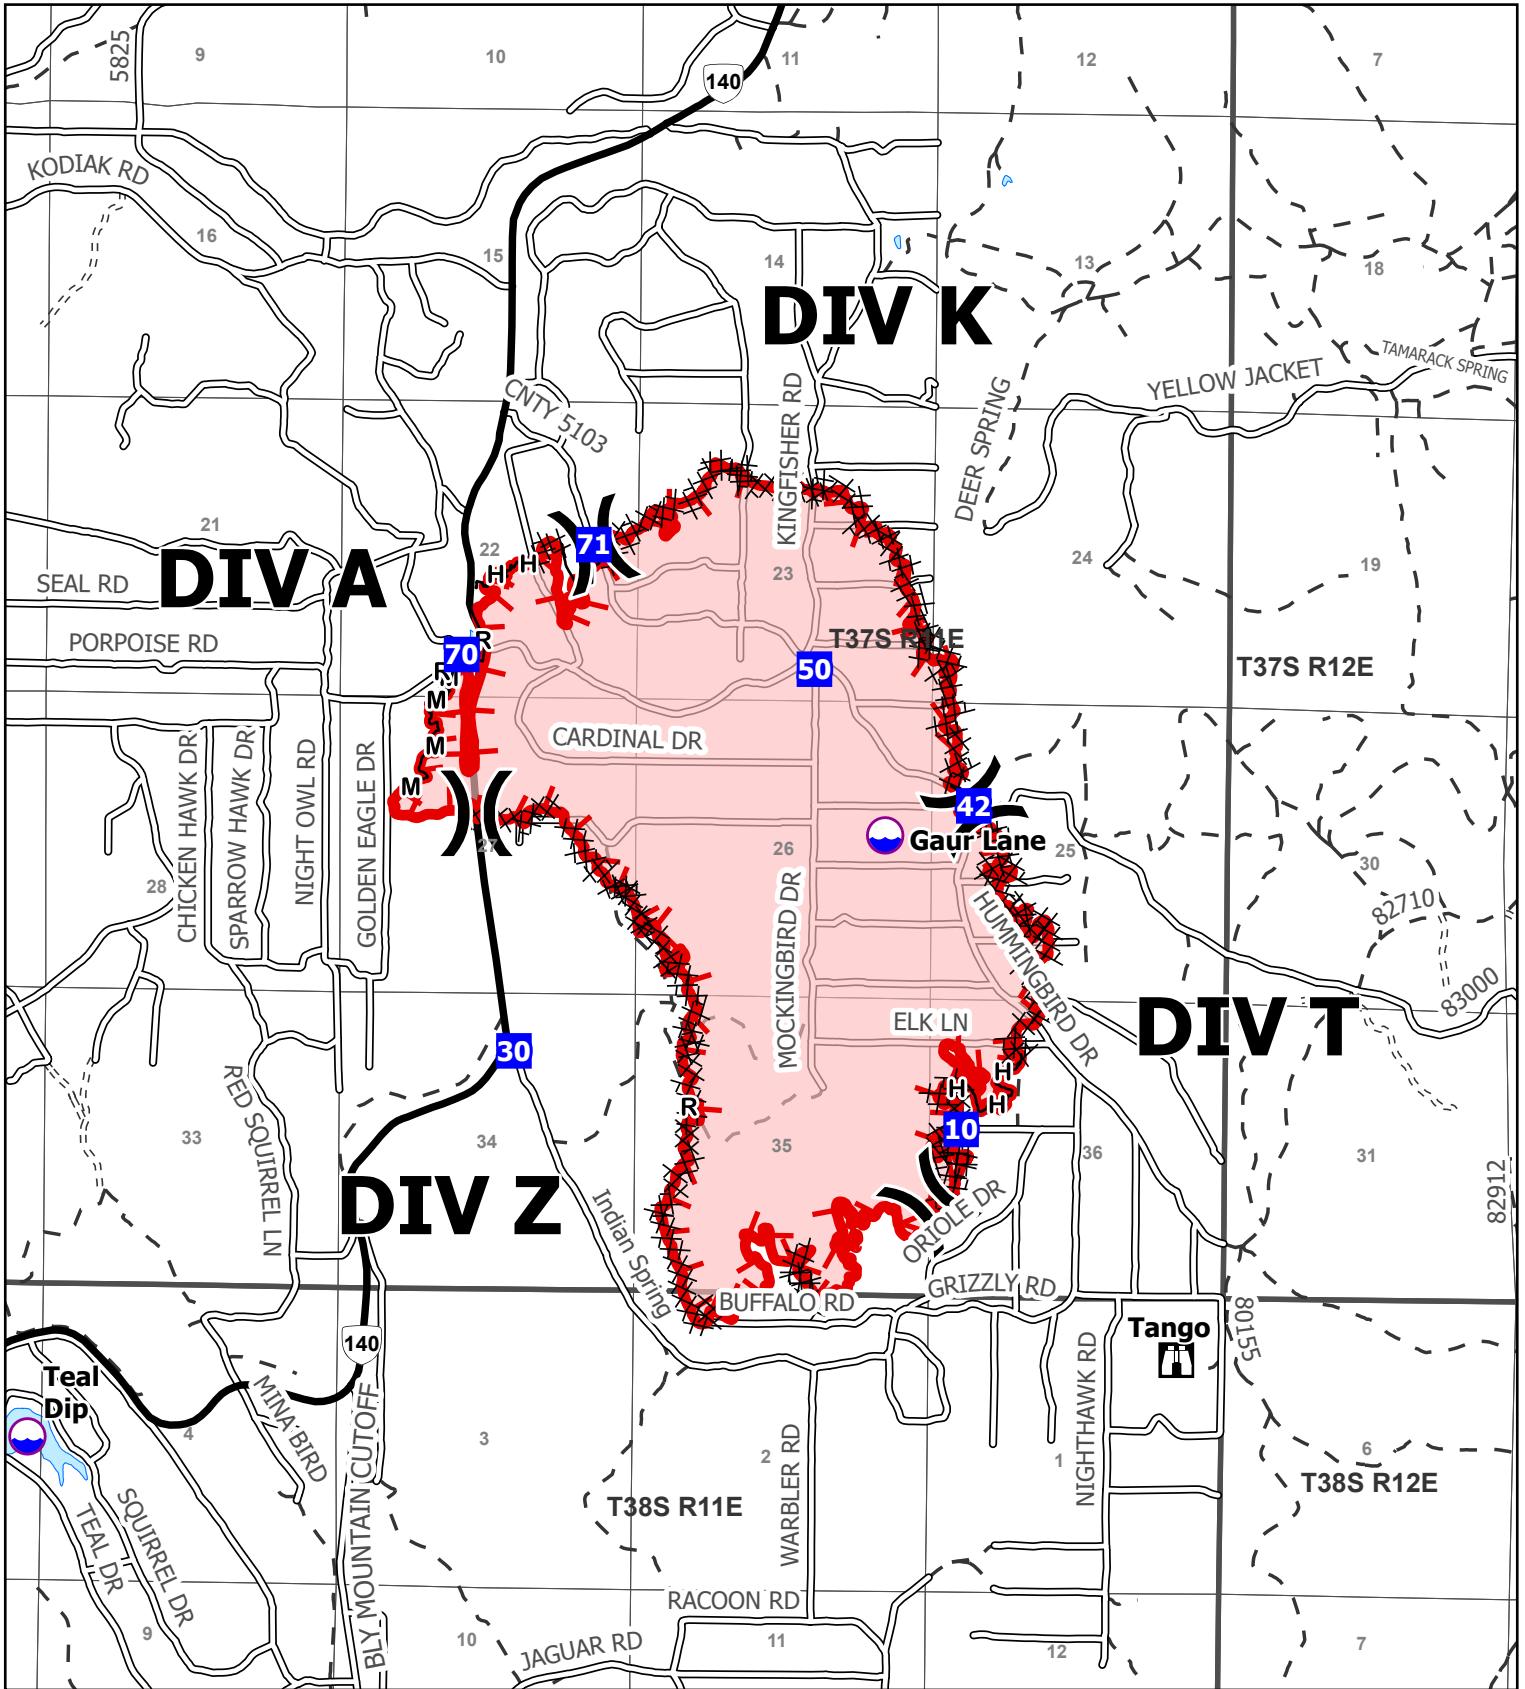 9
10
11
12
7
5825
140
KODIAK RD
16
15
14
13
18
DIV K
TAMARACK SPRING
YELLOW JACKET
CNTY 5103
KINGFISHER RD
DEER SPRING
21
22
71
23
24
19
DIV A
H
H
SEAL RD
PORPOISE RD
R
70
R
M
M
M
M
T37S R11E
50
T37S R12E
CARDINAL DR
CHICKEN HAWK DR
SPARROW HAWK DR
NIGHT OWL RD
GOLDEN EAGLE DR
42
Gaur Lane
27
26
25
30
28
MOCKINGBIRD DR
HUMMINGBIRD DR
82710
83000
ELK LN
DIV T
30
H
H
H
R
10
RED SQUIRREL LN
33
34
35
36
31
82912
DIV Z
Indian Spring
ORIOLE DR
GRIZZLY RD
BUFFALO RD
80155
140
Tango
Teal
Dip
MINA BIRD
BLY MOUNTAIN CUTOFF
NIGHTHAWK RD
4
3
2
1
6
WARBLER RD
T38S R11E
T38S R12E
TEAL DR
SQUIRREL DR
RACOON RD
JAGUAR RD
9
10
11
12
7